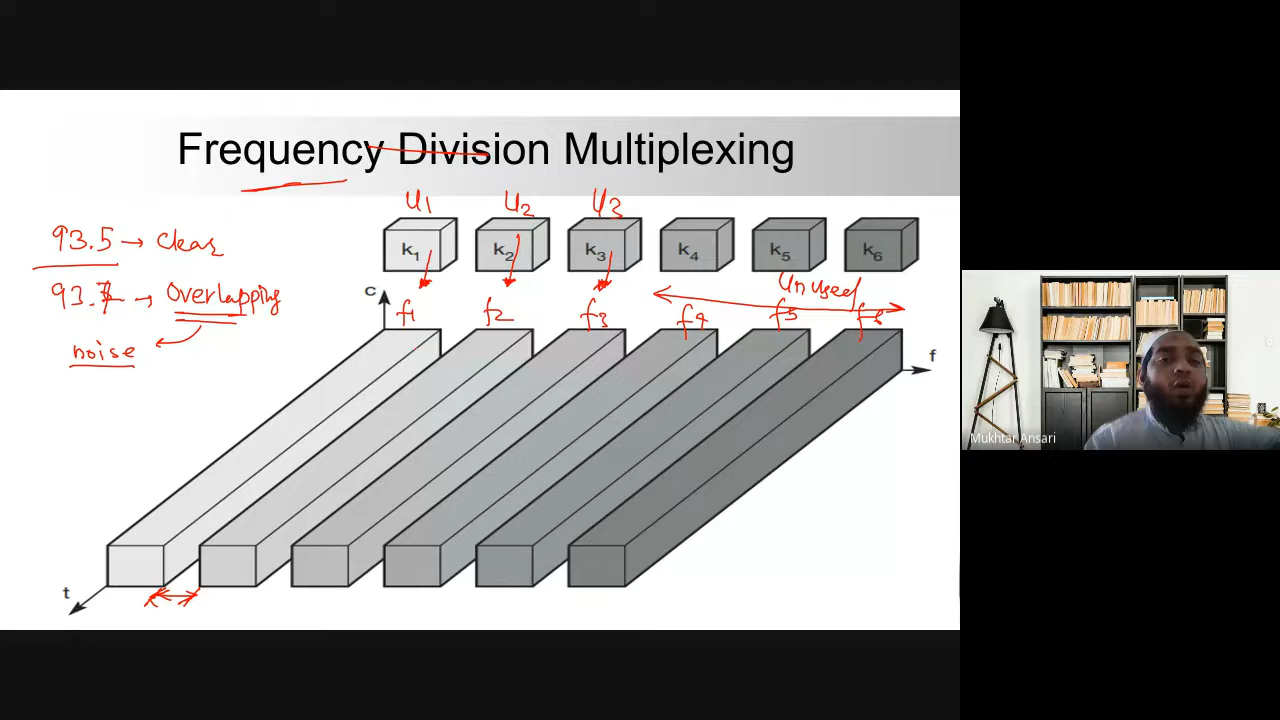 Frequency Division Multiplexing
U1 U2 U3
93.5 → Clear
k1 k2 k3 k4 k5 k6
Unused
93. → Overlapping
c
f1 f2 f3 f4 f5 f6
noise
f
Mukhtar Ansari
t